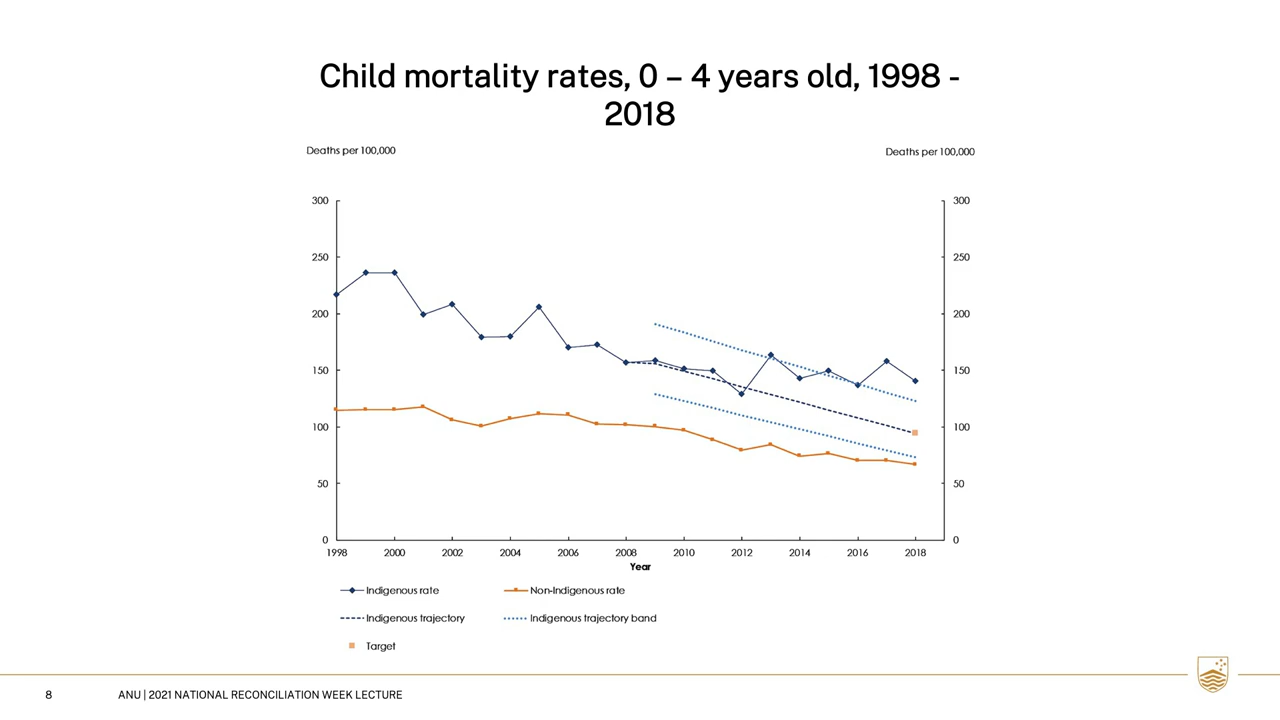 Child mortality rates, 0 – 4 years old, 1998 -
2018
Deaths per 100,000
Deaths per 100,000
300
300
250
250
200
200
150
150
100
100
50
50
0
0
1998 2000 2002 2004 2006 2008 2010 2012 2014 2016 2018
Year
Indigenous rate
Non-Indigenous rate
Indigenous trajectory
Indigenous trajectory band
Target
8
ANU | 2021 NATIONAL RECONCILIATION WEEK LECTURE